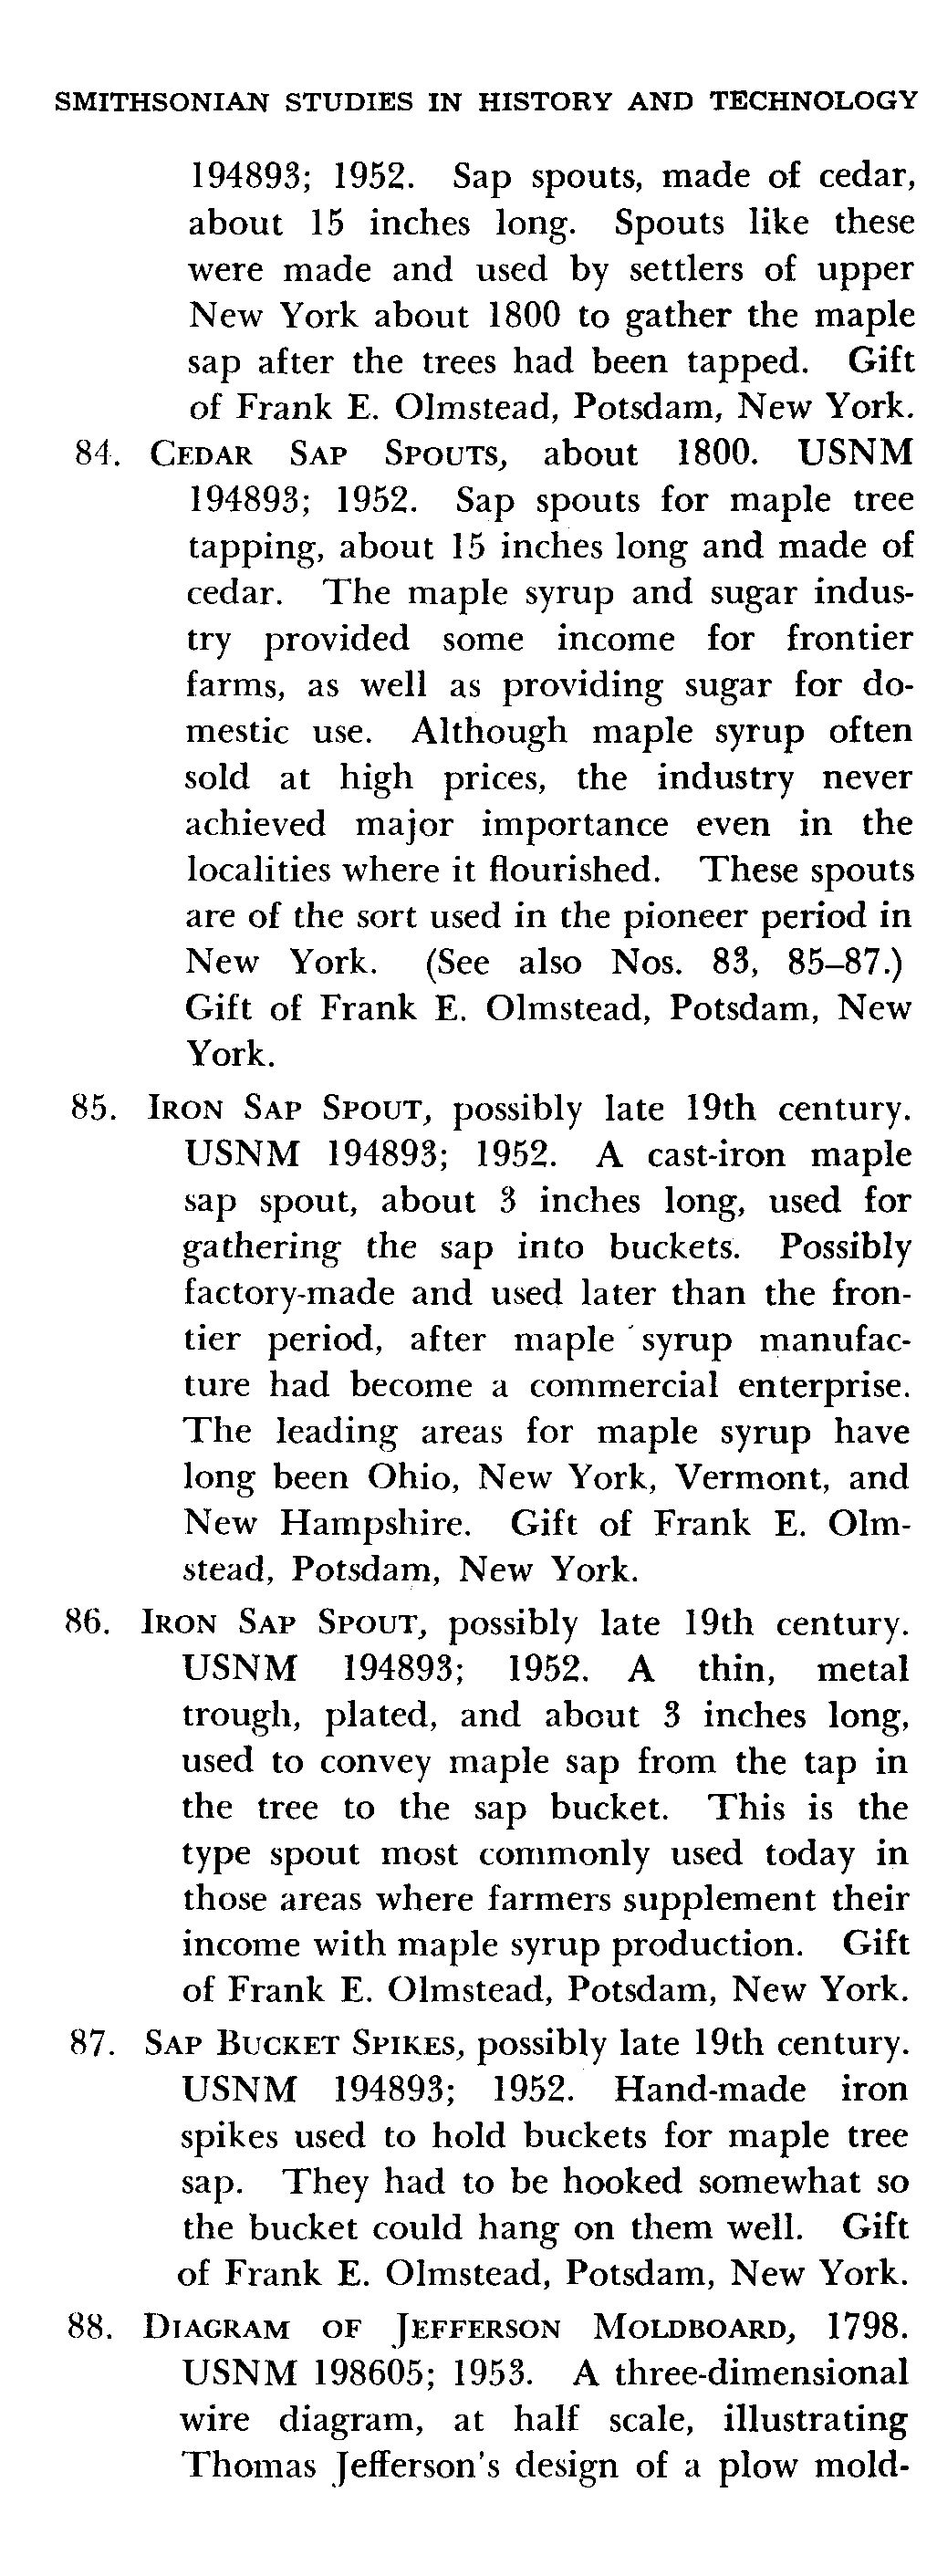 SMITHSONIAN STUDIES IN HISTORY AND TECHNOLOGY
194893; 1952. Sap spouts, made of cedar,
about 15 inches long. Spouts like these
were made and used by settlers of upper
New York about 1800 to gather the maple
sap after the trees had been tapped. Gift
of Frank E. Olmstead, Potsdam, New York.
84. CEDAR SAP SPOUTS, about 1800. USNM
194893; 1952. Sap spouts for maple tree
tapping, about 15 inches long and made of
cedar. The maple syrup and sugar indus-
try provided some income for frontier
farms, as well as providing sugar for do-
mestic use. Although maple syrup often
sold at high prices, the industry never
achieved major importance even in the
localities where it flourished. These spouts
are of the sort used in the pioneer period in
New York. (See also Nos. 83, 85–87.)
Gift of Frank E. Olmstead, Potsdam, New
York.
85. IRON SAP SPOUT, possibly late 19th century.
USNM 194893; 1952. A cast-iron maple
sap spout, about 3 inches long, used for
gathering the sap into buckets. Possibly
factory-made and used later than the fron-
tier period, after maple syrup manufac-
ture had become a commercial enterprise.
The leading areas for maple syrup have
long been Ohio, New York, Vermont, and
New Hampshire. Gift of Frank E. Olm-
stead, Potsdam, New York.
86. IRON SAP SPOUT, possibly late 19th century.
USNM 194893; 1952. A thin, metal
trough, plated, and about 3 inches long,
used to convey maple sap from the tap in
the tree to the sap bucket. This is the
type spout most commonly used today in
those areas where farmers supplement their
income with maple syrup production. Gift
of Frank E. Olmstead, Potsdam, New York.
87. SAP BUCKET SPIKES, possibly late 19th century.
USNM 194893; 1952. Hand-made iron
spikes used to hold buckets for maple tree
sap. They had to be hooked somewhat so
the bucket could hang on them well. Gift
of Frank E. Olmstead, Potsdam, New York.
88. DIAGRAM OF JEFFERSON MOLDBOARD, 1798.
USNM 198605; 1953. A three-dimensional
wire diagram, at half scale, illustrating
Thomas Jefferson's design of a plow mold-